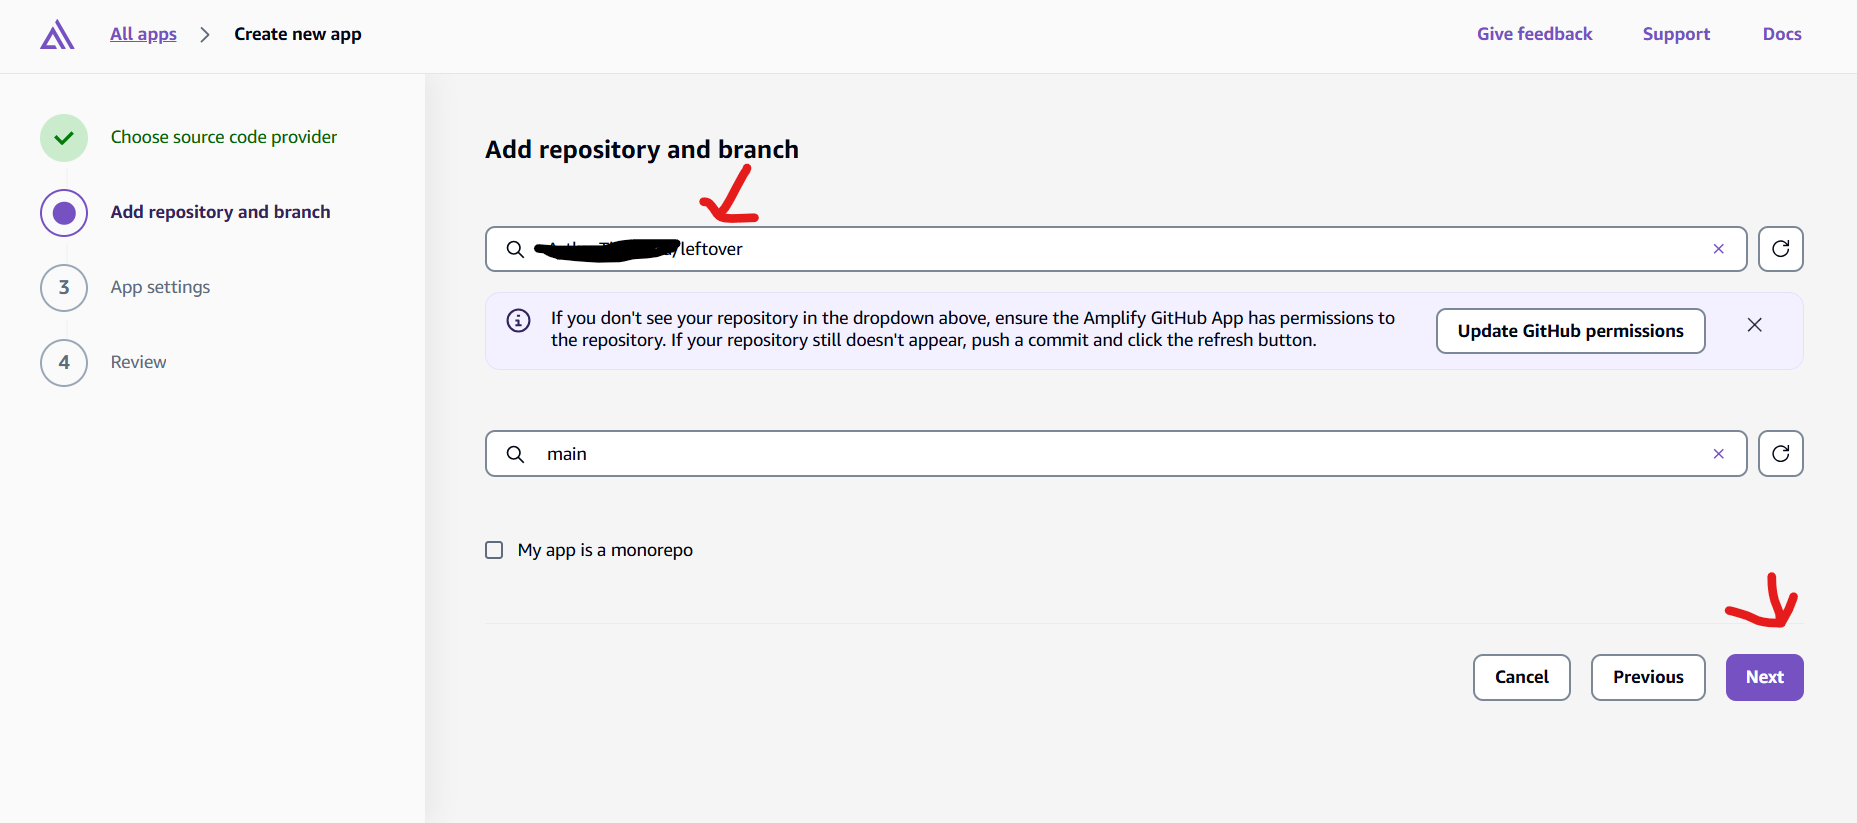 All apps
Create new app
Give feedback
Support
Docs
Choose source code provider
Add repository and branch
3
App settings
4
Review
Add repository and branch
/leftover
If you don't see your repository in the dropdown above, ensure the Amplify GitHub App has permissions to
the repository. If your repository still doesn't appear, push a commit and click the refresh button.
Update GitHub permissions
main
My app is a monorepo
Cancel
Previous
Next